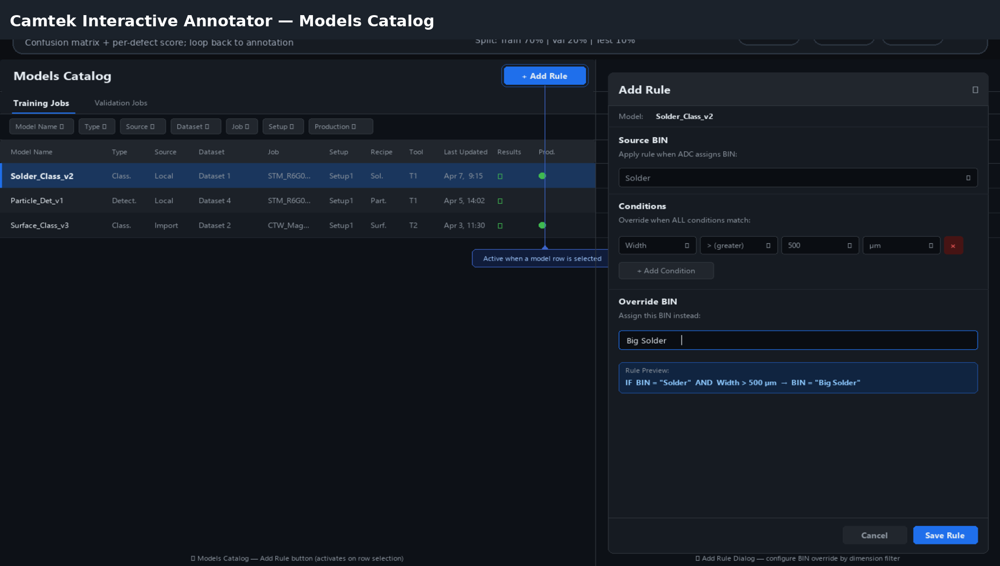 Camtek Interactive Annotator — Models Catalog
Confusion matrix + per-defect score; loop back to annotation
Split: Train 70% | Val 20% | Test 10%
Models Catalog
+ Add Rule
Training Jobs
Validation Jobs
Model Name
Type
Source
Dataset
Job
Setup
Production
Model Name Type Source Dataset Job Setup Recipe Tool Last Updated Results Prod.
Solder_Class_v2 Class. Local Dataset 1 STM_R6G0... Setup1 Sol. T1 Apr 7, 9:15
Particle_Det_v1 Detect. Local Dataset 4 STM_R6G0... Setup1 Part. T1 Apr 5, 14:02
Surface_Class_v3 Class. Import Dataset 2 CTW_Mag... Setup1 Surf. T2 Apr 3, 11:30
Active when a model row is selected
Models Catalog — Add Rule button (activates on row selection)
Add Rule
Model: Solder_Class_v2
Source BIN
Apply rule when ADC assigns BIN:
Solder
Conditions
Override when ALL conditions match:
Width
> (greater)
500
µm
×
+ Add Condition
Override BIN
Assign this BIN instead:
Big Solder
Rule Preview:
IF BIN = "Solder" AND Width > 500 µm → BIN = "Big Solder"
Cancel
Save Rule
Add Rule Dialog — configure BIN override by dimension filter